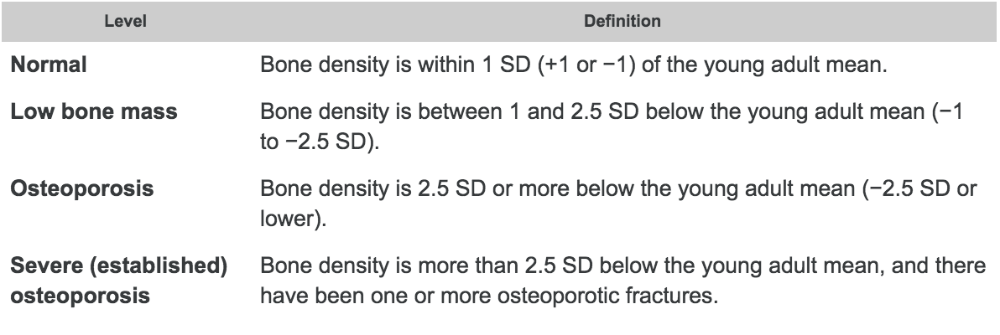 Level Definition
Normal Bone density is within 1 SD (+1 or −1) of the young adult mean.
Low bone mass Bone density is between 1 and 2.5 SD below the young adult mean (−1
to −2.5 SD).
Osteoporosis Bone density is 2.5 SD or more below the young adult mean (−2.5 SD or
lower).
Severe (established) Bone density is more than 2.5 SD below the young adult mean, and there
osteoporosis have been one or more osteoporotic fractures.